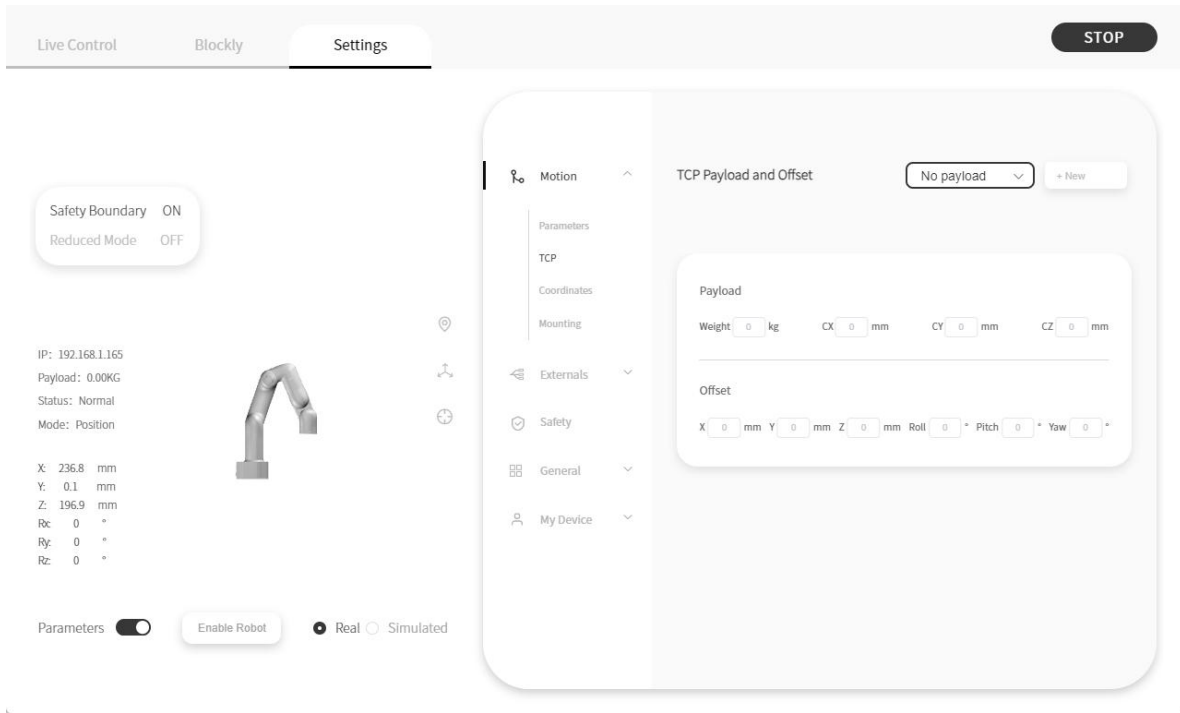 Live Control Blockly Settings STOP
Safety Boundary ON
Reduced Mode OFF
IP: 192.168.1.165
Payload: 0.00KG
Status: Normal
Mode: Position
X: 236.8 mm
Y: 0.1 mm
Z: 196.9 mm
Rx: 0 °
Ry: 0 °
Rz: 0 °
Parameters Enable Robot Real Simulated
Motion
Parameters
TCP
Coordinates
Mounting
Externals
Safety
General
My Device
TCP Payload and Offset No payload + New
Payload
Weight 0 kg CX 0 mm CY 0 mm CZ 0 mm
Offset
X 0 mm Y 0 mm Z 0 mm Roll 0 ° Pitch 0 ° Yaw 0 °